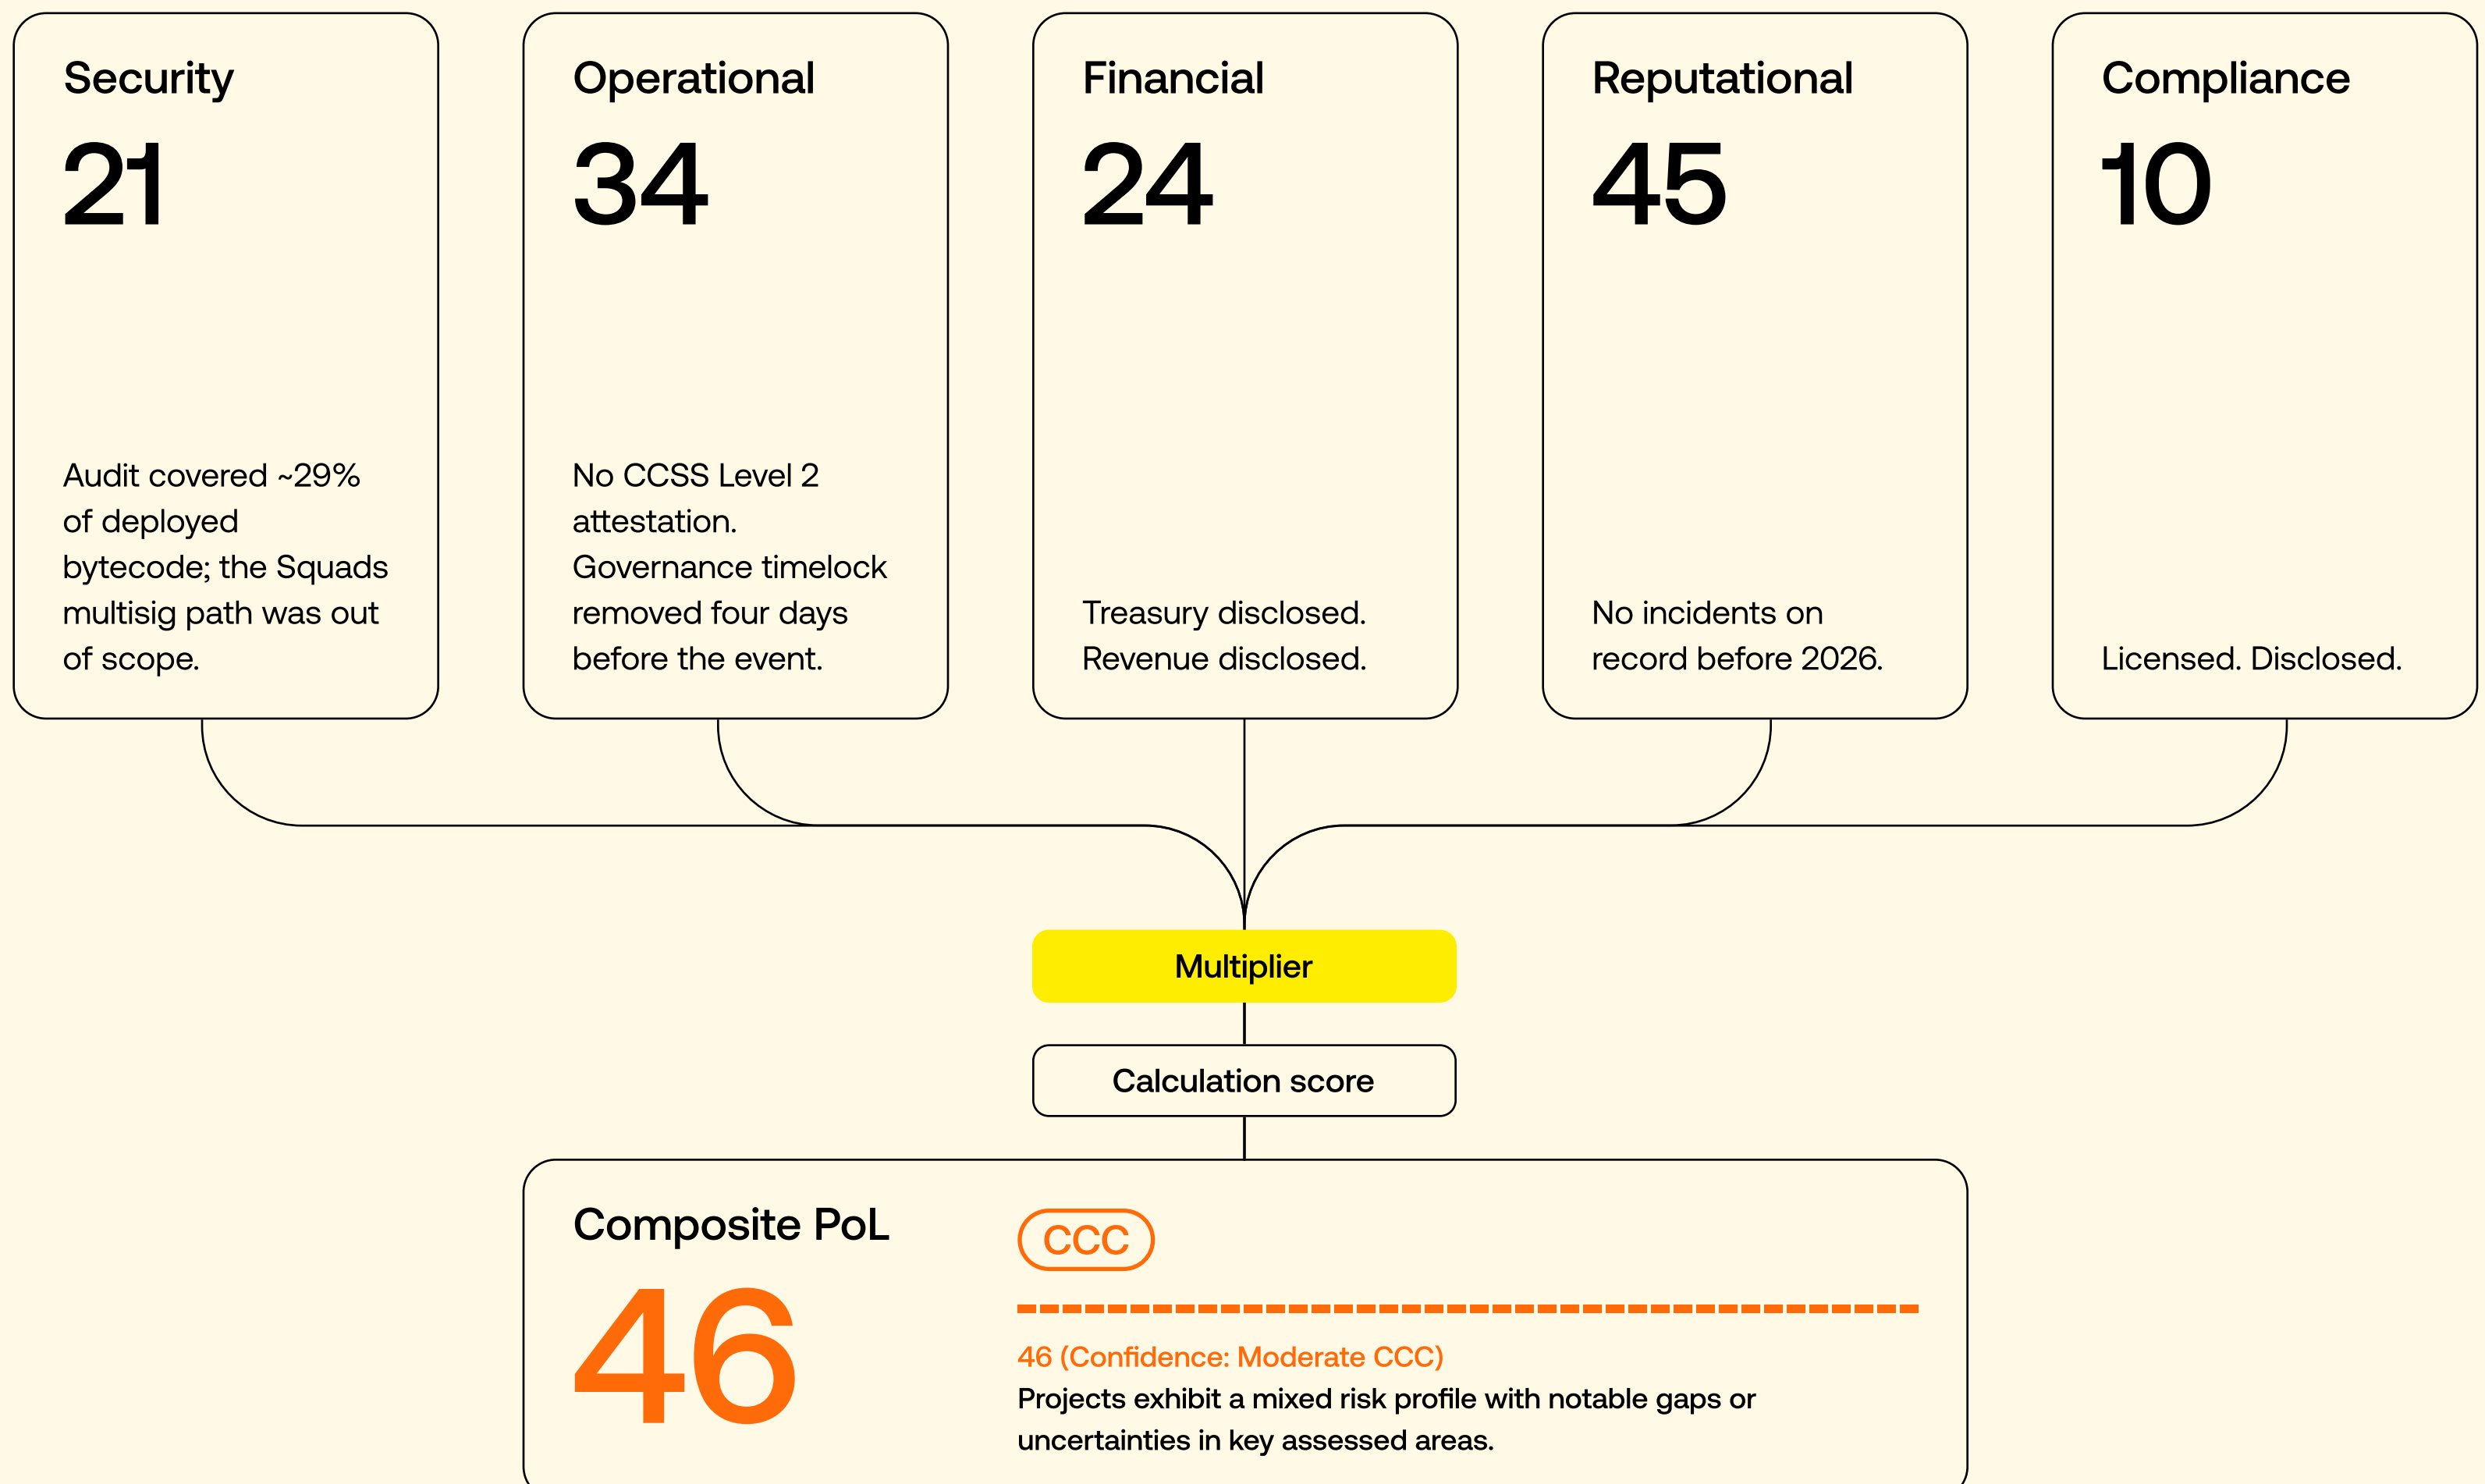 Security
21
Audit covered ~29%
of deployed
bytecode; the Squads
multisig path was out
of scope.
Operational
34
No CCSS Level 2
attestation.
Governance timelock
removed four days
before the event.
Financial
24
Treasury disclosed.
Revenue disclosed.
Reputational
45
No incidents on
record before 2026.
Compliance
10
Licensed. Disclosed.
Multiplier
Calculation score
Composite PoL
46
CCC
46 (Confidence: Moderate CCC)
Projects exhibit a mixed risk profile with notable gaps or
uncertainties in key assessed areas.